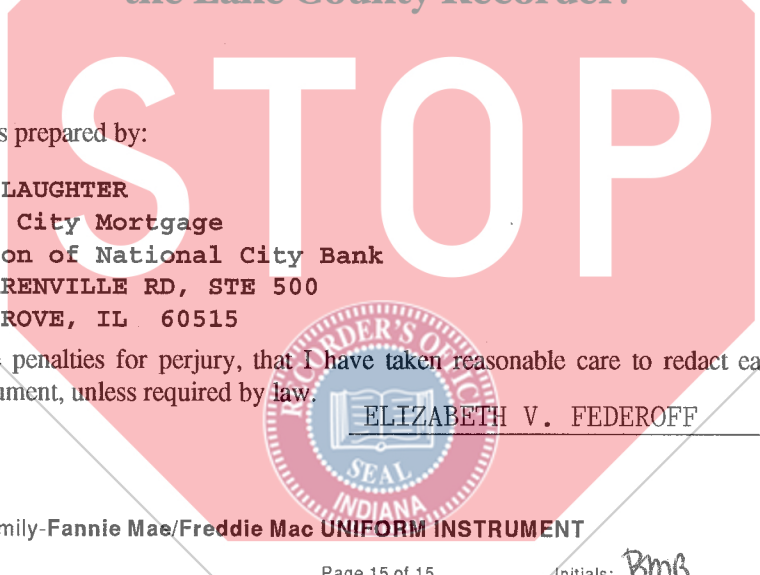 the Lake County Recorder!
STOP
s prepared by:
LAUGHTER
City Mortgage
on of National City Bank
RENVILLE RD, STE 500
ROVE, IL 60515
penalties for perjury, that I have taken reasonable care to redact ea
ument, unless required by law.
ELIZABETH V. FEDEROFF
RECORDER'S OFFICE
SEAL
INDIANA
mily-Fannie Mae/Freddie Mac UNIFORM INSTRUMENT
Page 15 of 15
Initials: BMB